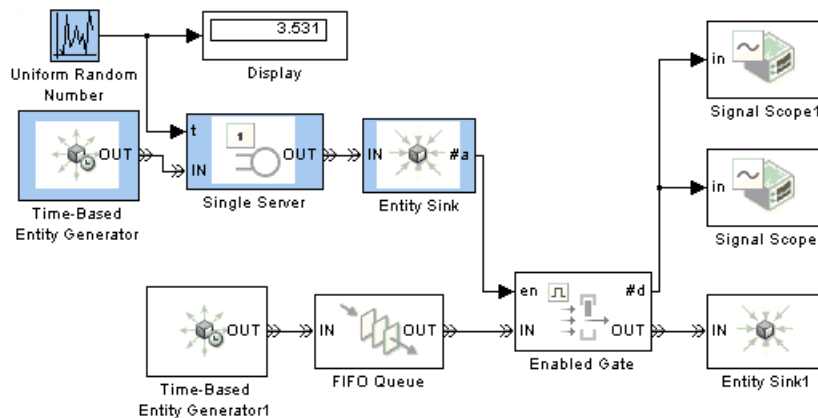 3.531
Display
Uniform Random
Number
in
Signal Scope1
OUT
Time-Based
Entity Generator
t
IN
1
OUT
Single Server
IN
#a
Entity Sink
in
Signal Scope
OUT
Time-Based
Entity Generator1
IN
OUT
FIFO Queue
en
#d
IN
OUT
Enabled Gate
IN
Entity Sink1